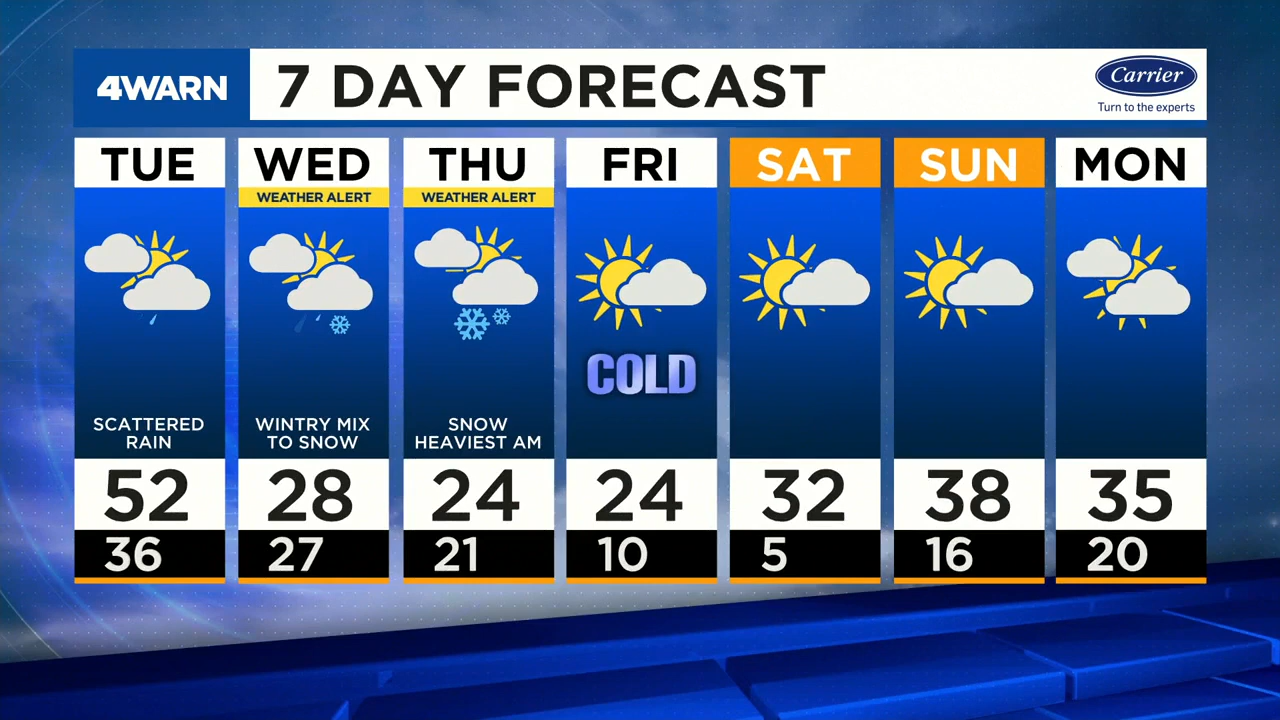 4WARN
7 DAY FORECAST
Carrier
Turn to the experts
TUE
WED
THU
FRI
SAT
SUN
MON
WEATHER ALERT
WEATHER ALERT
COLD
SCATTERED
RAIN
WINTRY MIX
TO SNOW
SNOW
HEAVIEST AM
52
28
24
24
32
38
35
36
27
21
10
5
16
20